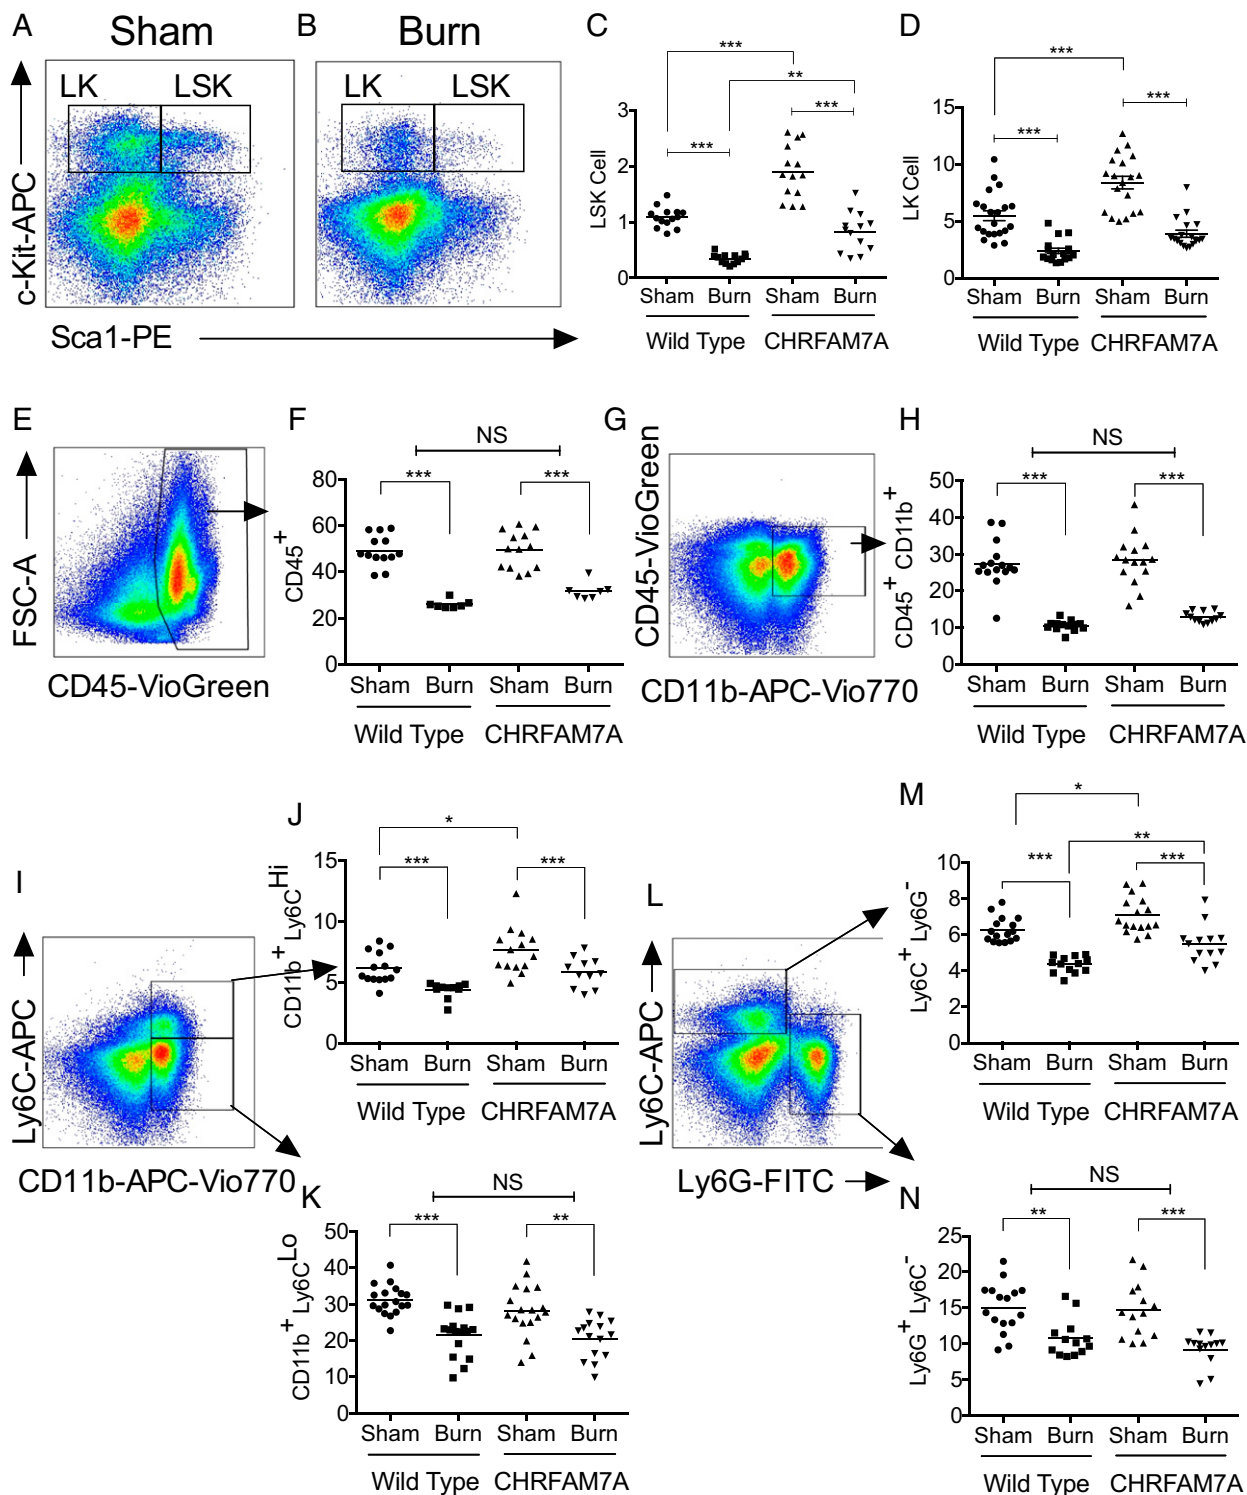 A Sham B Burn C D
c-Kit-APC
LK LSK LK LSK
Sca1-PE
*** ** *** ***
LSK Cell
3
2
1
0
Sham Burn Sham Burn
Wild Type CHRFAM7A
*** *** ***
LK Cell
15
10
5
0
Sham Burn Sham Burn
Wild Type CHRFAM7A
E F G H
FSC-A
CD45-VioGreen
NS
*** ***
CD45+
80
60
40
20
0
Sham Burn Sham Burn
Wild Type CHRFAM7A
CD45-VioGreen
CD11b-APC-Vio770
NS
*** ***
CD45+ CD11b+
50
40
30
20
10
0
Sham Burn Sham Burn
Wild Type CHRFAM7A
I
Ly6C-APC
CD11b-APC-Vio770
J
*
*** ***
CD11b+ Ly6CHi
15
10
5
0
Sham Burn Sham Burn
Wild Type CHRFAM7A
K
NS
*** **
CD11b+ Ly6CLo
50
40
30
20
10
0
Sham Burn Sham Burn
Wild Type CHRFAM7A
L
Ly6C-APC
Ly6G-FITC
M
*
**
*** ***
Ly6C+ Ly6G-
10
8
6
4
2
0
Sham Burn Sham Burn
Wild Type CHRFAM7A
N
NS
** ***
Ly6G+ Ly6C-
25
20
15
10
5
0
Sham Burn Sham Burn
Wild Type CHRFAM7A